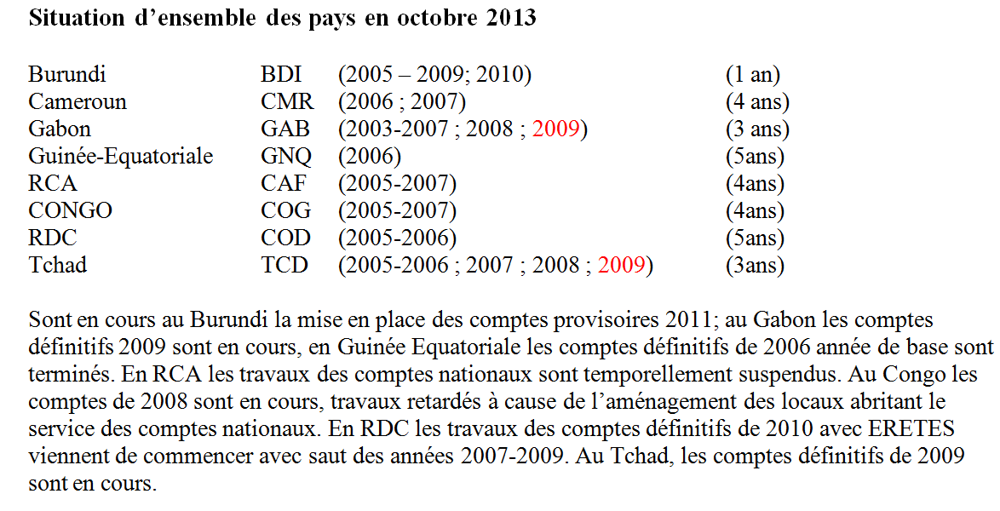 Situation d’ensemble des pays en octobre 2013
Burundi BDI (2005 – 2009; 2010) (1 an)
Cameroun CMR (2006 ; 2007) (4 ans)
Gabon GAB (2003-2007 ; 2008 ; 2009) (3 ans)
Guinée-Equatoriale GNQ (2006) (5ans)
RCA CAF (2005-2007) (4ans)
CONGO COG (2005-2007) (4ans)
RDC COD (2005-2006) (5ans)
Tchad TCD (2005-2006 ; 2007 ; 2008 ; 2009) (3ans)
Sont en cours au Burundi la mise en place des comptes provisoires 2011; au Gabon les comptes
définitifs 2009 sont en cours, en Guinée Equatoriale les comptes définitifs de 2006 année de base sont
terminés. En RCA les travaux des comptes nationaux sont temporellement suspendus. Au Congo les
comptes de 2008 sont en cours, travaux retardés à cause de l’aménagement des locaux abritant le
service des comptes nationaux. En RDC les travaux des comptes définitifs de 2010 avec ERETES
viennent de commencer avec saut des années 2007-2009. Au Tchad, les comptes définitifs de 2009
sont en cours.